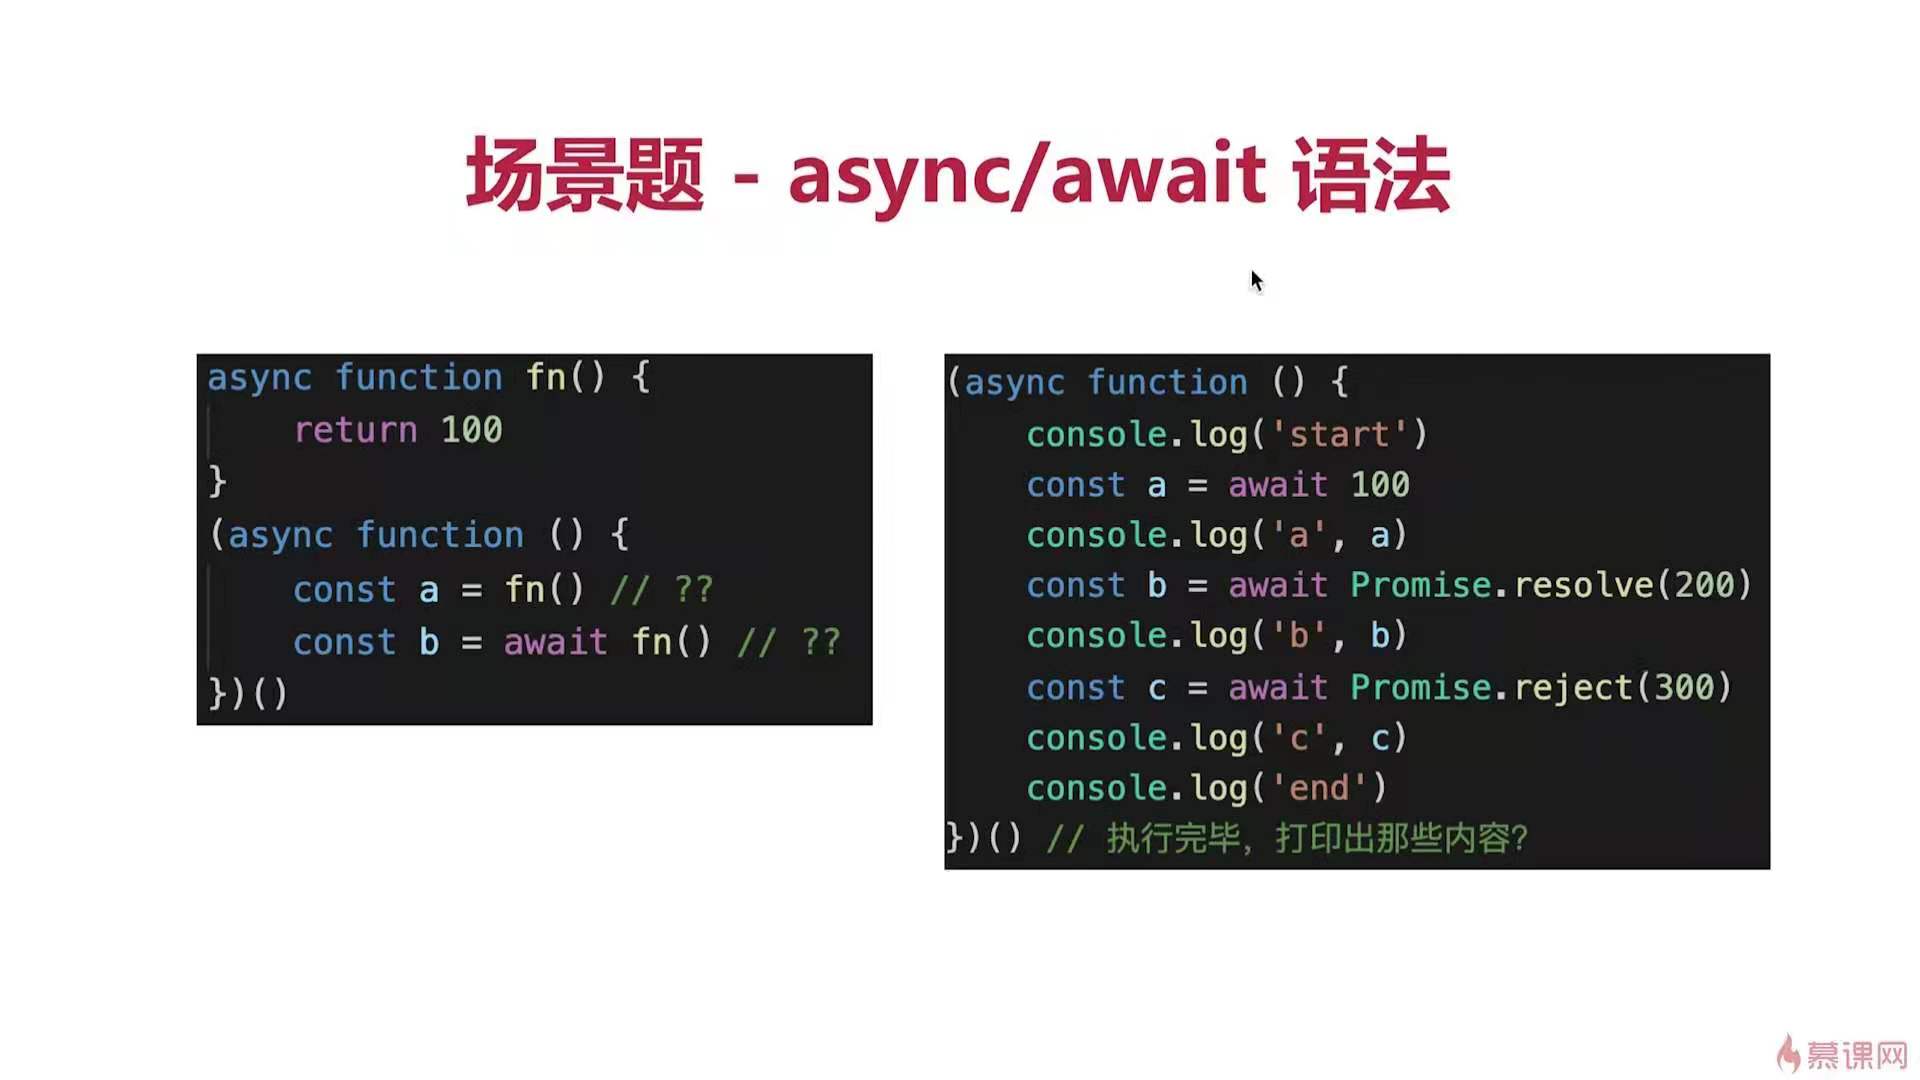 场景题 - async/await 语法
async function fn() {
    return 100
}
(async function () {
    const a = fn() // ??
    const b = await fn() // ??
})()
(async function () {
    console.log('start')
    const a = await 100
    console.log('a', a)
    const b = await Promise.resolve(200)
    console.log('b', b)
    const c = await Promise.reject(300)
    console.log('c', c)
    console.log('end')
})() // 执行完毕，打印出那些内容？
慕课网